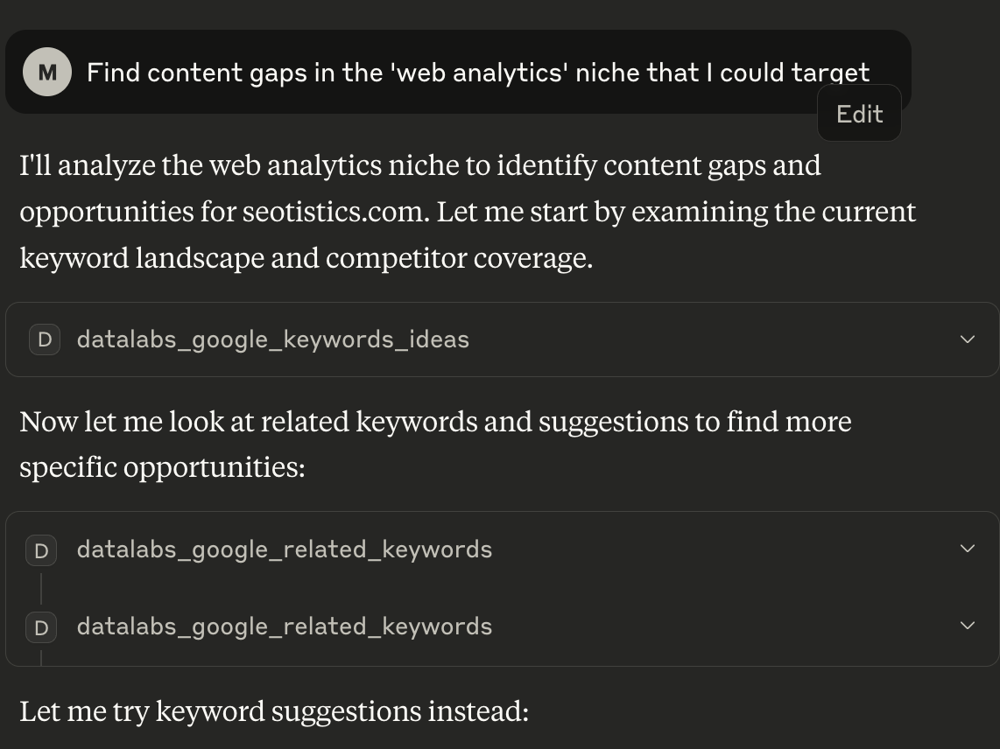 M Find content gaps in the 'web analytics' niche that I could target
Edit
I'll analyze the web analytics niche to identify content gaps and
opportunities for seotistics.com. Let me start by examining the current
keyword landscape and competitor coverage.
D datalabs_google_keywords_ideas
Now let me look at related keywords and suggestions to find more
specific opportunities:
D datalabs_google_related_keywords
D datalabs_google_related_keywords
Let me try keyword suggestions instead: